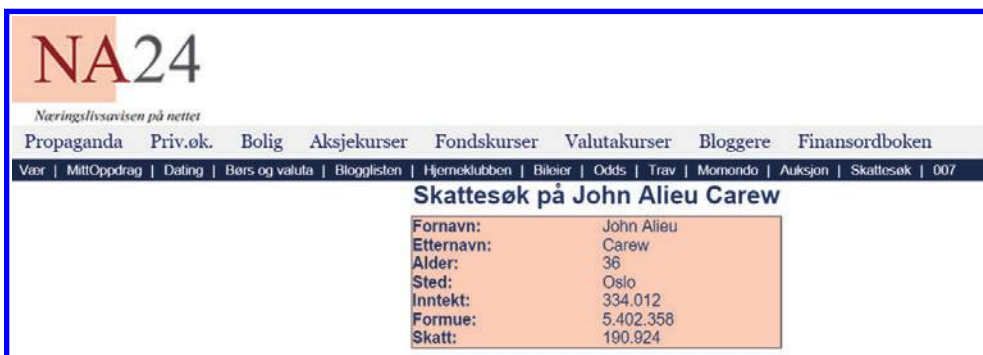 NA24
Næringslivsavisen på nettet
Propaganda Priv.øk. Bolig Aksjekurser Fondskurser Valutakurser Bloggere Finansordboken
Vær | MittOppdrag | Dating | Børs og valuta | Blogglisten | Hjerneklubben | Bileier | Odds | Trav | Momondo | Auksjon | Skattesøk | 007
Skattesøk på John Alieu Carew
Fornavn: John Alieu
Etternavn: Carew
Alder: 36
Sted: Oslo
Inntekt: 334.012
Formue: 5.402.358
Skatt: 190.924